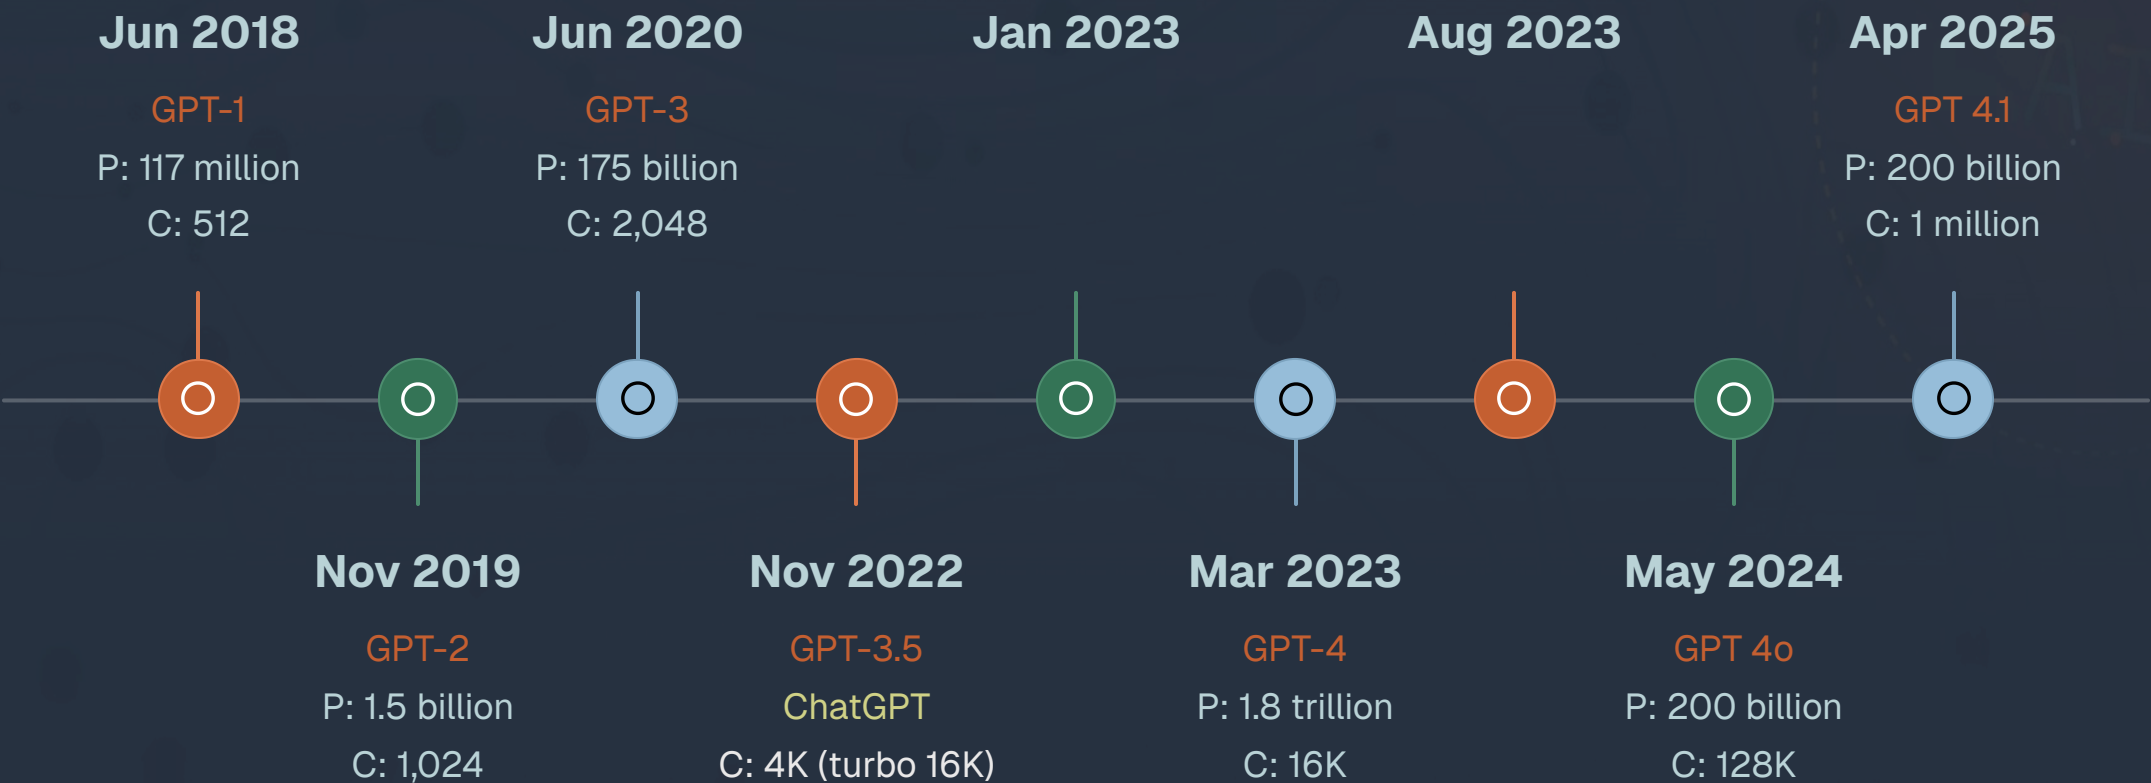 Jun 2018
GPT-1
P: 117 million
C: 512
Nov 2019
GPT-2
P: 1.5 billion
C: 1,024
Jun 2020
GPT-3
P: 175 billion
C: 2,048
Nov 2022
GPT-3.5
ChatGPT
C: 4K (turbo 16K)
Jan 2023
Mar 2023
GPT-4
P: 1.8 trillion
C: 16K
Aug 2023
May 2024
GPT 4o
P: 200 billion
C: 128K
Apr 2025
GPT 4.1
P: 200 billion
C: 1 million